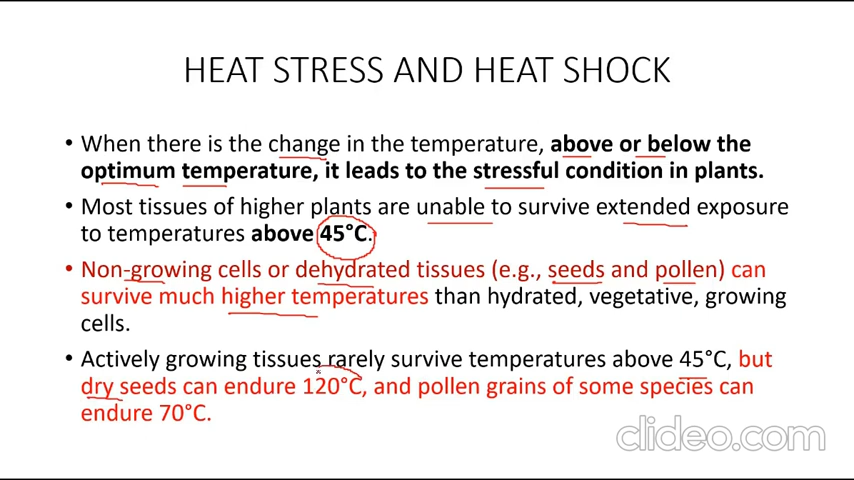 HEAT STRESS AND HEAT SHOCK
• When there is the change in the temperature, above or below the
optimum temperature, it leads to the stressful condition in plants.
• Most tissues of higher plants are unable to survive extended exposure
to temperatures above 45°C.
• Non-growing cells or dehydrated tissues (e.g., seeds and pollen) can
survive much higher temperatures than hydrated, vegetative, growing
cells.
• Actively growing tissues rarely survive temperatures above 45°C, but
dry seeds can endure 120°C, and pollen grains of some species can
endure 70°C.
clideo.com